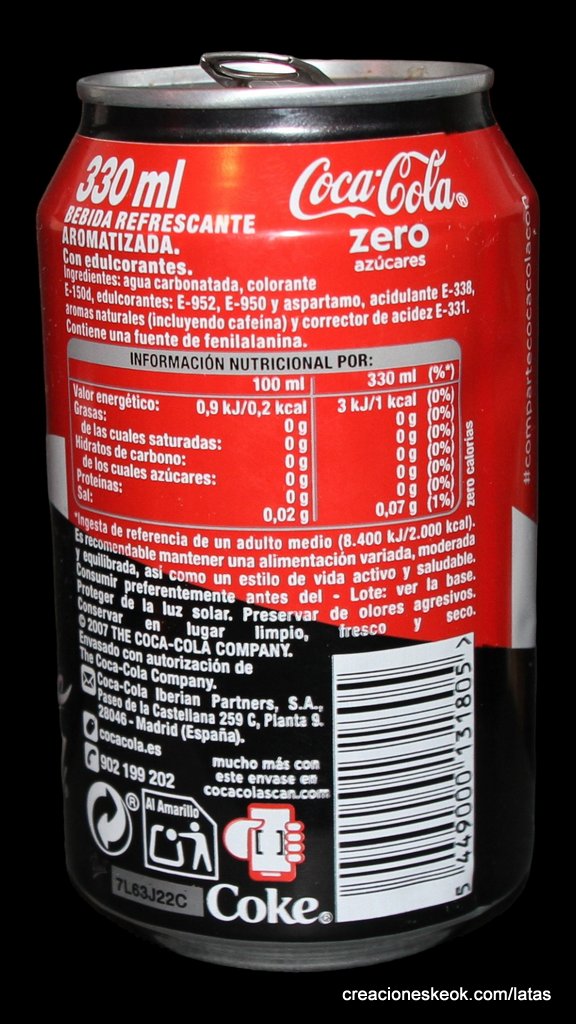 330 ml
BEBIDA REFRESCANTE
AROMATIZADA.
Con edulcorantes.
Coca-Cola®
zero
azúcares
Ingredientes: agua carbonatada, colorante
E-150d, edulcorantes: E-952, E-950 y aspartamo, acidulante E-338,
aromas naturales (incluyendo cafeína) y corrector de acidez E-331.
Contiene una fuente de fenilalanina.
INFORMACIÓN NUTRICIONAL POR:
100 ml 330 ml (%*)
Valor energético: 0,9 kJ/0,2 kcal 3 kJ/1 kcal (0%)
Grasas: 0 g 0 g (0%)
de las cuales saturadas: 0 g 0 g (0%)
Hidratos de carbono: 0 g 0 g (0%)
de los cuales azúcares: 0 g 0 g (0%)
Proteínas: 0 g 0 g (0%)
Sal: 0,02 g 0,07 g (1%)
zero calorías
#compartecocacolacon
*Ingesta de referencia de un adulto medio (8.400 kJ/2.000 kcal).
Es recomendable mantener una alimentación variada, moderada
y equilibrada, así como un estilo de vida activo y saludable.
Consumir preferentemente antes del - Lote: ver la base.
Proteger de la luz solar. Preservar de olores agresivos.
Conservar en lugar limpio, fresco y seco.
© 2007 THE COCA-COLA COMPANY.
Envasado con autorización de
The Coca-Cola Company.
Coca-Cola Iberian Partners, S.A.,
Paseo de la Castellana 259 C, Planta 9.
28046 - Madrid (España).
cocacola.es
902 199 202
mucho más con
este envase en
cocacolascan.com
®
Al Amarillo
7L63J22C
Coke®
5 449000 131805 >
creacioneskeok.com/latas